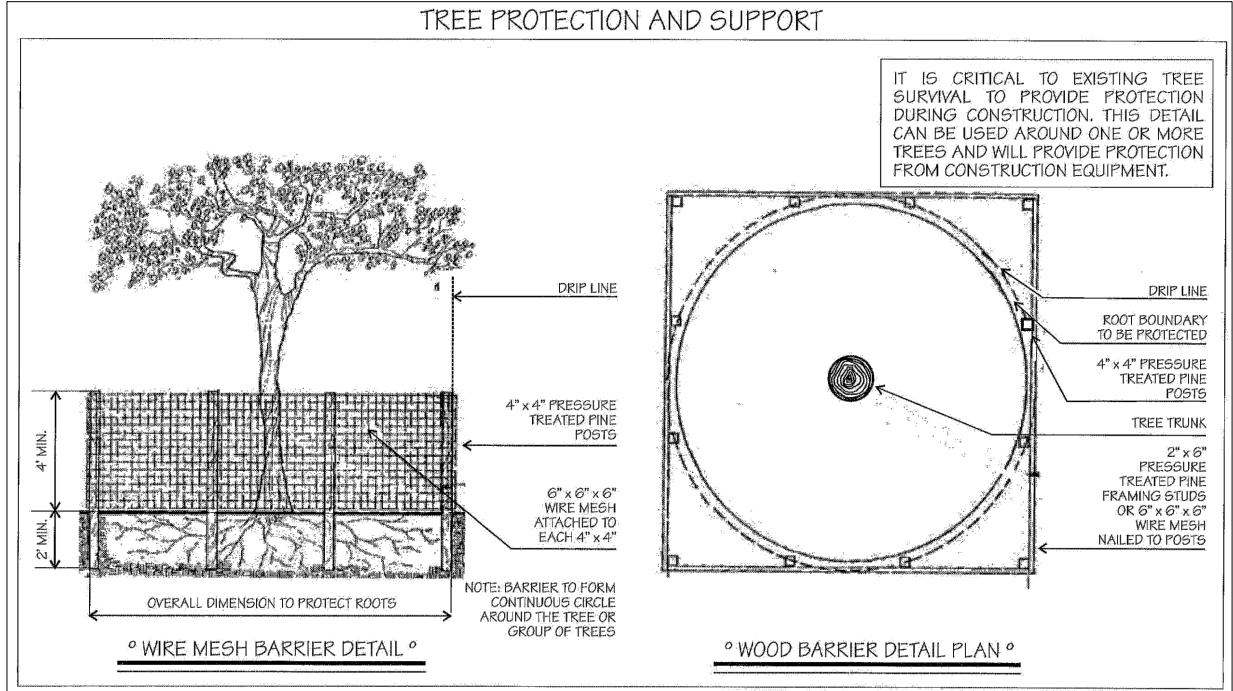 TREE PROTECTION AND SUPPORT
IT IS CRITICAL TO EXISTING TREE
SURVIVAL TO PROVIDE PROTECTION
DURING CONSTRUCTION. THIS DETAIL
CAN BE USED AROUND ONE OR MORE
TREES AND WILL PROVIDE PROTECTION
FROM CONSTRUCTION EQUIPMENT.
DRIP LINE
4" x 4" PRESSURE
TREATED PINE
POSTS
6" x 6" x 6"
WIRE MESH
ATTACHED TO
EACH 4" x 4"
4' MIN.
2' MIN.
OVERALL DIMENSION TO PROTECT ROOTS
NOTE: BARRIER TO FORM
CONTINUOUS CIRCLE
AROUND THE TREE OR
GROUP OF TREES
° WIRE MESH BARRIER DETAIL °
DRIP LINE
ROOT BOUNDARY
TO BE PROTECTED
4" x 4" PRESSURE
TREATED PINE
POSTS
TREE TRUNK
2" x 6"
PRESSURE
TREATED PINE
FRAMING STUDS
OR 6" x 6" x 6"
WIRE MESH
NAILED TO POSTS
° WOOD BARRIER DETAIL PLAN °